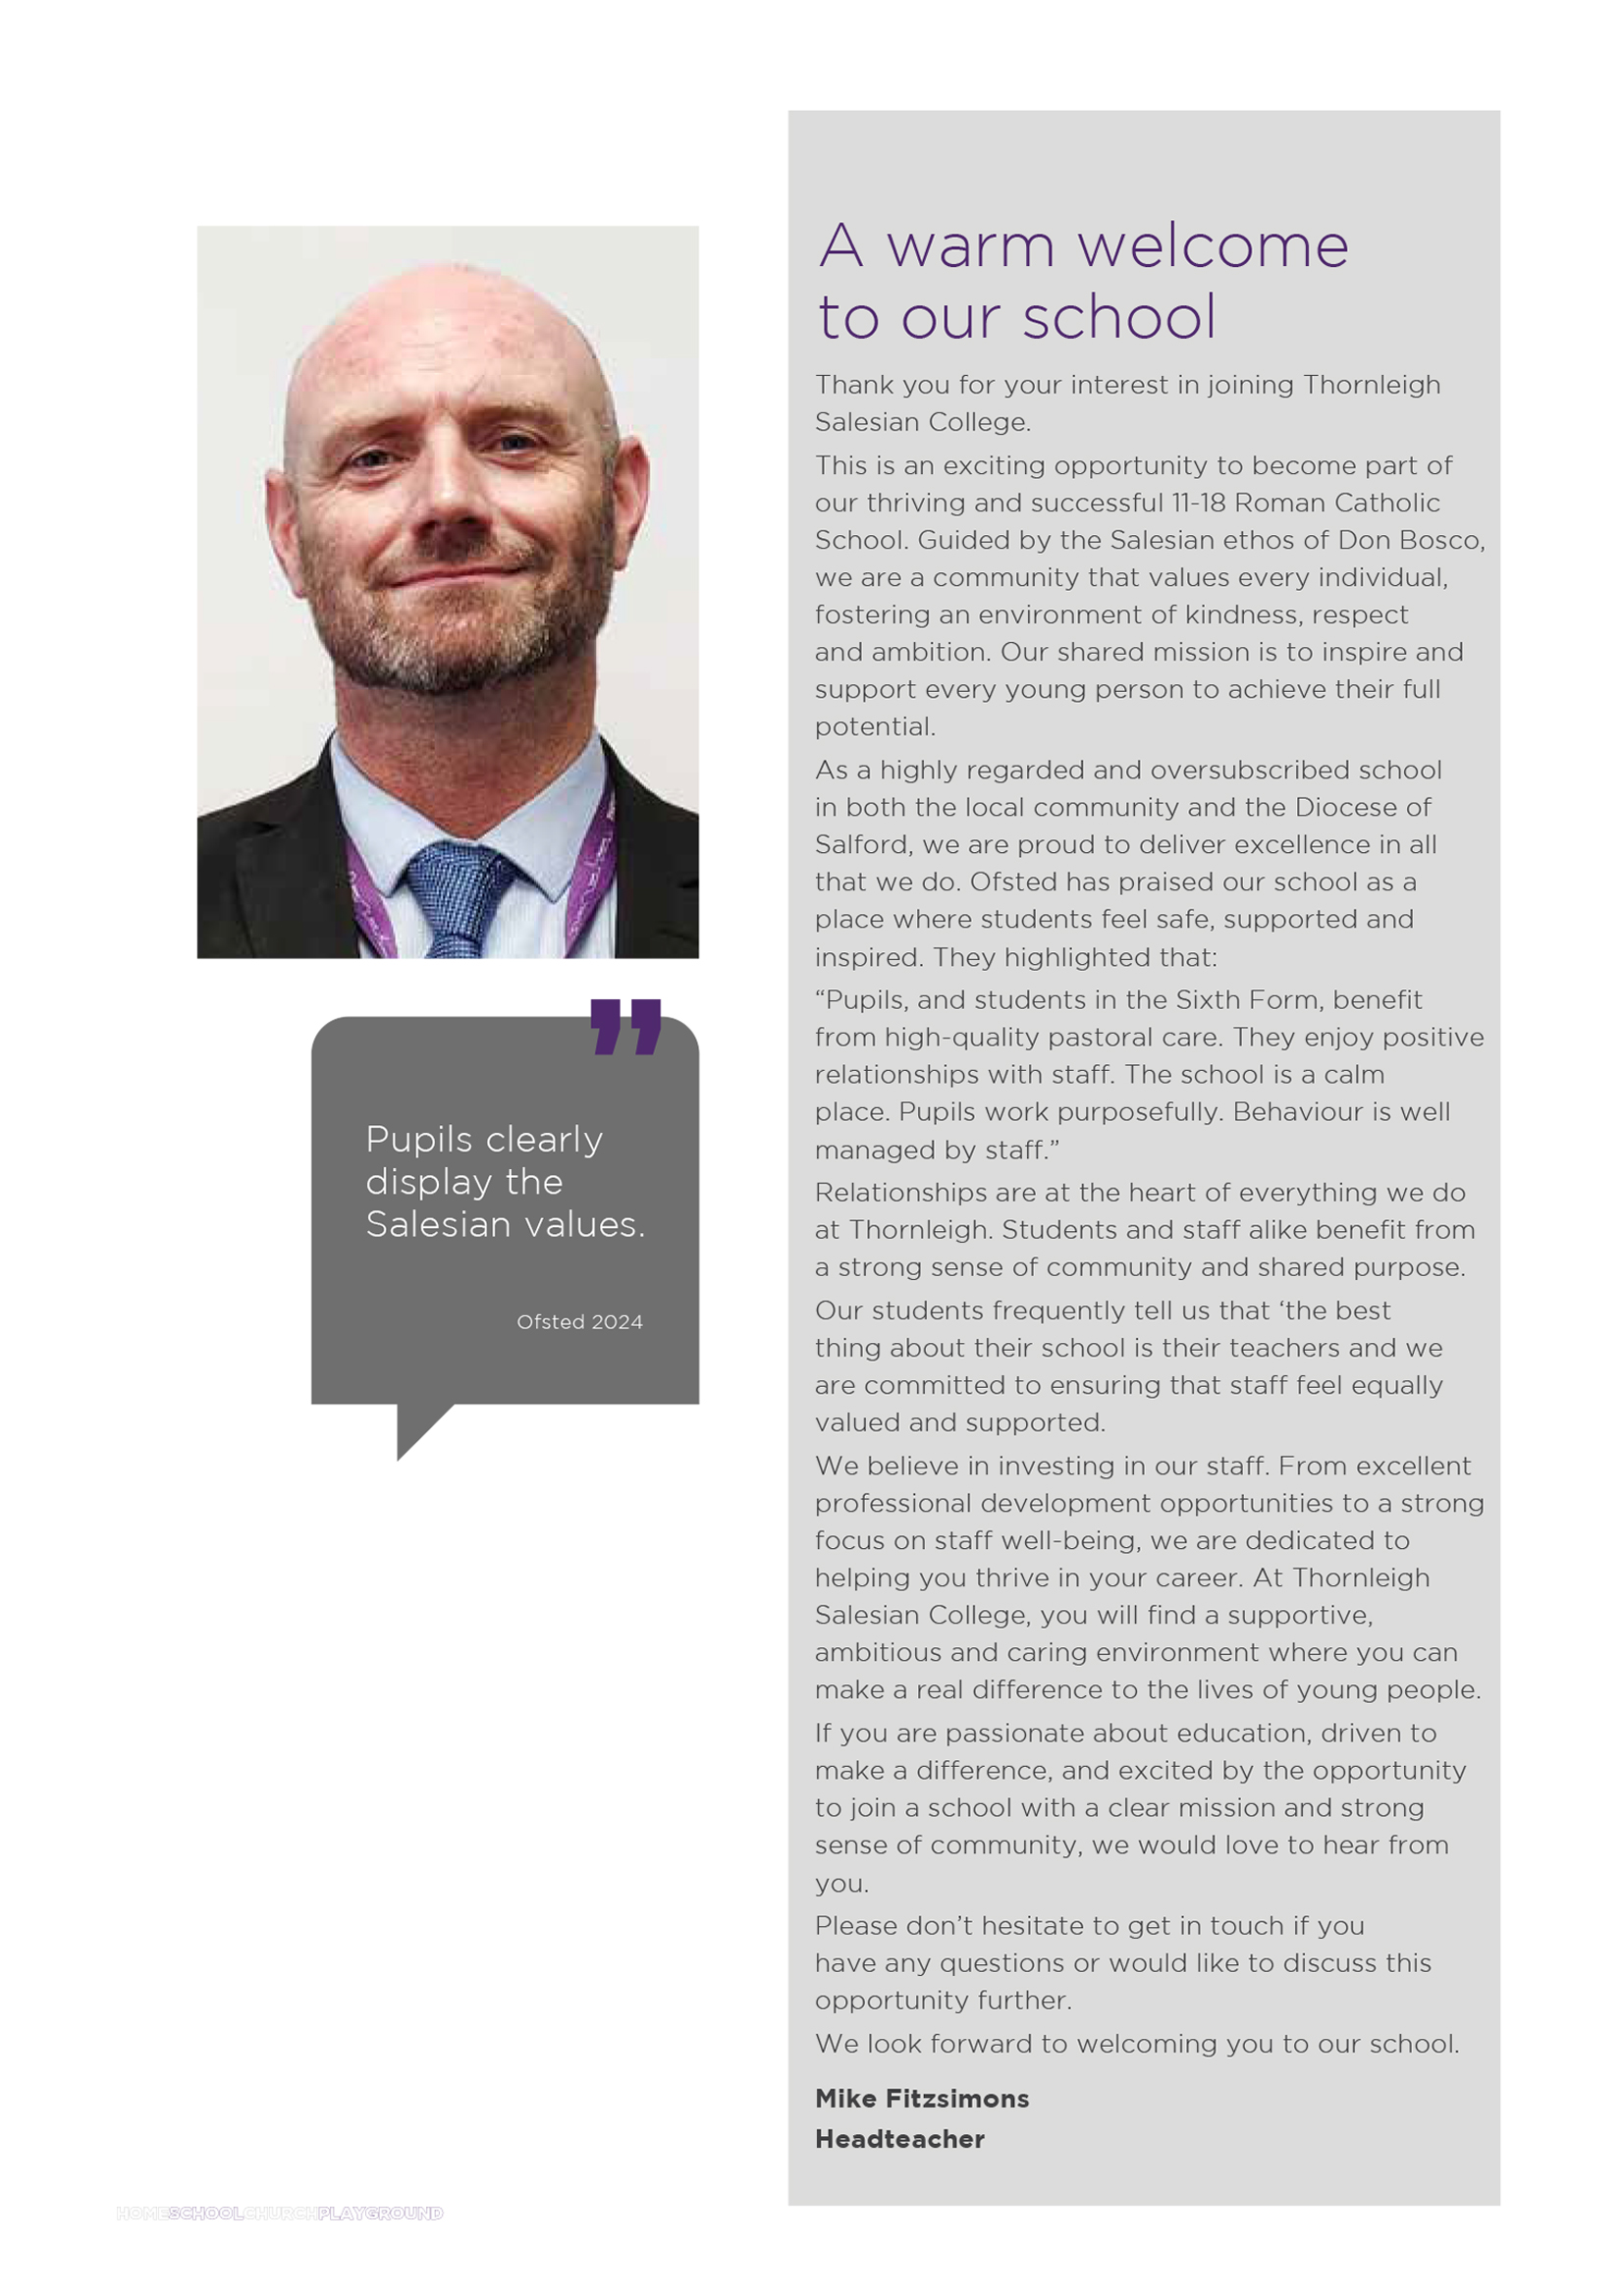 A warm welcome
to our school
Thank you for your interest in joining Thornleigh
Salesian College.
This is an exciting opportunity to become part of
our thriving and successful 11-18 Roman Catholic
School. Guided by the Salesian ethos of Don Bosco,
we are a community that values every individual,
fostering an environment of kindness, respect
and ambition. Our shared mission is to inspire and
support every young person to achieve their full
potential.
As a highly regarded and oversubscribed school
in both the local community and the Diocese of
Salford, we are proud to deliver excellence in all
that we do. Ofsted has praised our school as a
place where students feel safe, supported and
inspired. They highlighted that:
“Pupils, and students in the Sixth Form, benefit
from high-quality pastoral care. They enjoy positive
relationships with staff. The school is a calm
place. Pupils work purposefully. Behaviour is well
managed by staff.”
Relationships are at the heart of everything we do
at Thornleigh. Students and staff alike benefit from
a strong sense of community and shared purpose.
Our students frequently tell us that ‘the best
thing about their school is their teachers and we
are committed to ensuring that staff feel equally
valued and supported.
We believe in investing in our staff. From excellent
professional development opportunities to a strong
focus on staff well-being, we are dedicated to
helping you thrive in your career. At Thornleigh
Salesian College, you will find a supportive,
ambitious and caring environment where you can
make a real difference to the lives of young people.
If you are passionate about education, driven to
make a difference, and excited by the opportunity
to join a school with a clear mission and strong
sense of community, we would love to hear from
you.
Please don’t hesitate to get in touch if you
have any questions or would like to discuss this
opportunity further.
We look forward to welcoming you to our school.
Mike Fitzsimons
Headteacher
”
Pupils clearly
display the
Salesian values.
Ofsted 2024
HOMESCHOOLCHURCHPLAYGROUND